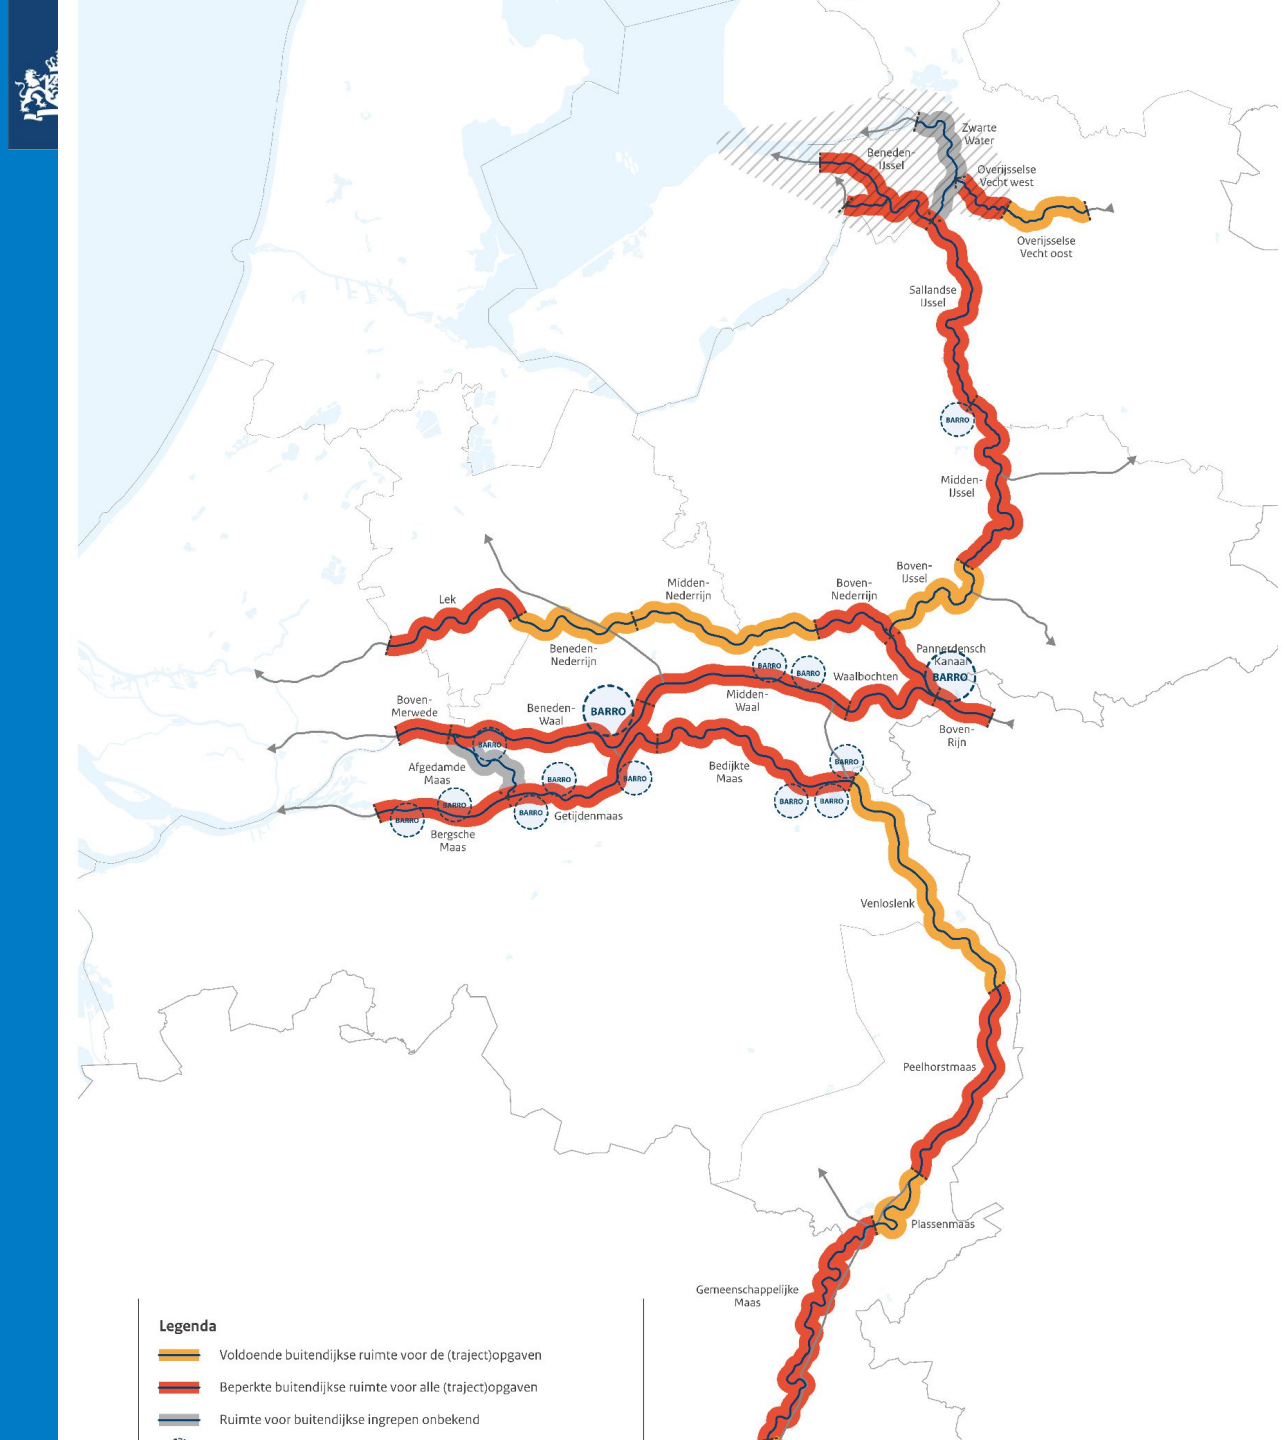 Zwarte
Water
Beneden-
IJssel
Overijsselse
Vecht west
Overijsselse
Vecht oost
Sallandse
IJssel
BARRO
Midden-
IJssel
Boven-
IJssel
Midden-
Nederrijn
Boven-
Nederrijn
Lek
Beneden-
Nederrijn
Pannerdensch
Kanaal
BARRO
BARRO
BARRO
Waalbochten
Midden-
Waal
Boven-
Merwede
Beneden-
Waal
BARRO
Boven-
Rijn
BARRO
Afgedamde
Maas
BARRO
BARRO
Bedijkte
Maas
BARRO
BARRO
BARRO
BARRO
BARRO
BARRO
Getijdenmaas
BARRO
Bergsche
Maas
Venloslenk
Peelhorstmaas
Plassenmaas
Gemeenschappelijke
Maas
Legenda
Voldoende buitendijkse ruimte voor de (traject)opgaven
Beperkte buitendijkse ruimte voor alle (traject)opgaven
Ruimte voor buitendijkse ingrepen onbekend